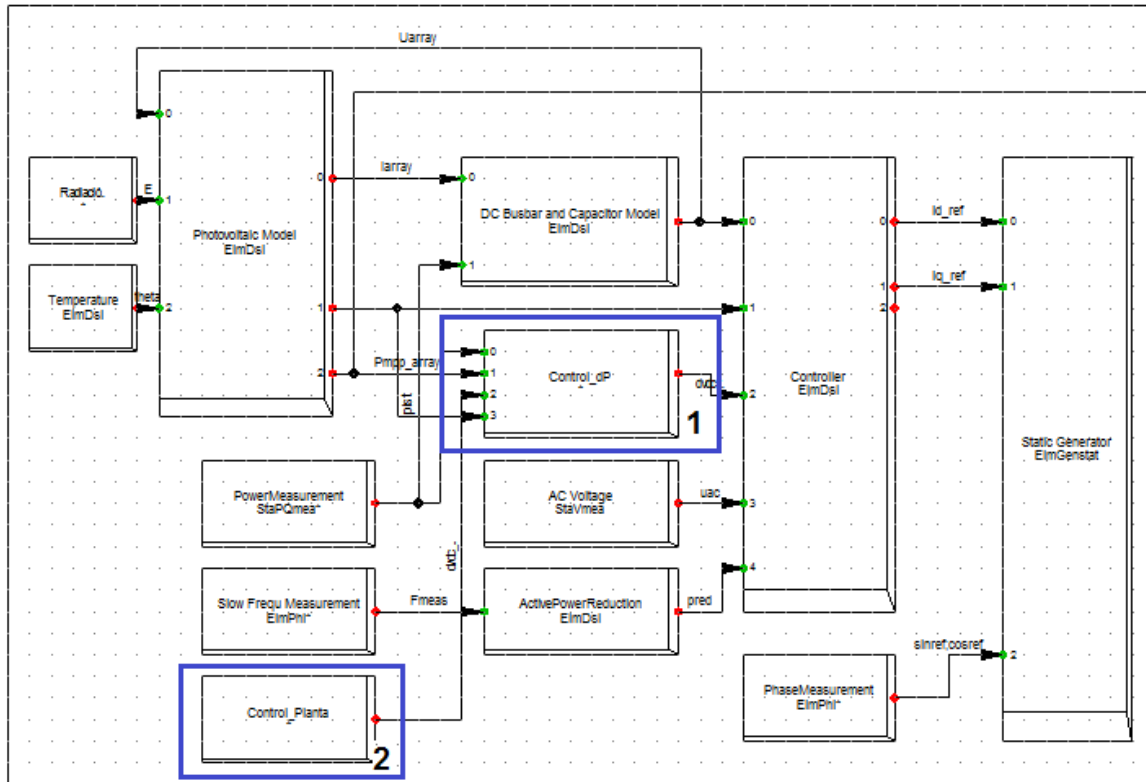 Uarray
0
Radiació..
E
1
Photovoltaic Model
ElmDsl
Temperature
ElmDsl
theta
2
0
Iarray
0
DC Busbar and Capacitor Model
ElmDsl
1
1
2
Pmpp_array
pist
0
1
2
3
Control_dP
1
dvdc_
0
1
2
3
4
Controller
ElmDsl
0
1
2
Id_ref
Iq_ref
0
1
2
Static Generator
ElmGenstat
PowerMeasurement
StaPQmea*
AC Voltage
StaVmea
uac
dvdc_
Slow Frequ Measurement
ElmPhi*
Fmeas
ActivePowerReduction
ElmDsl
pred
sinref;cosref
PhaseMeasurement
ElmPhi*
Control_Planta
2